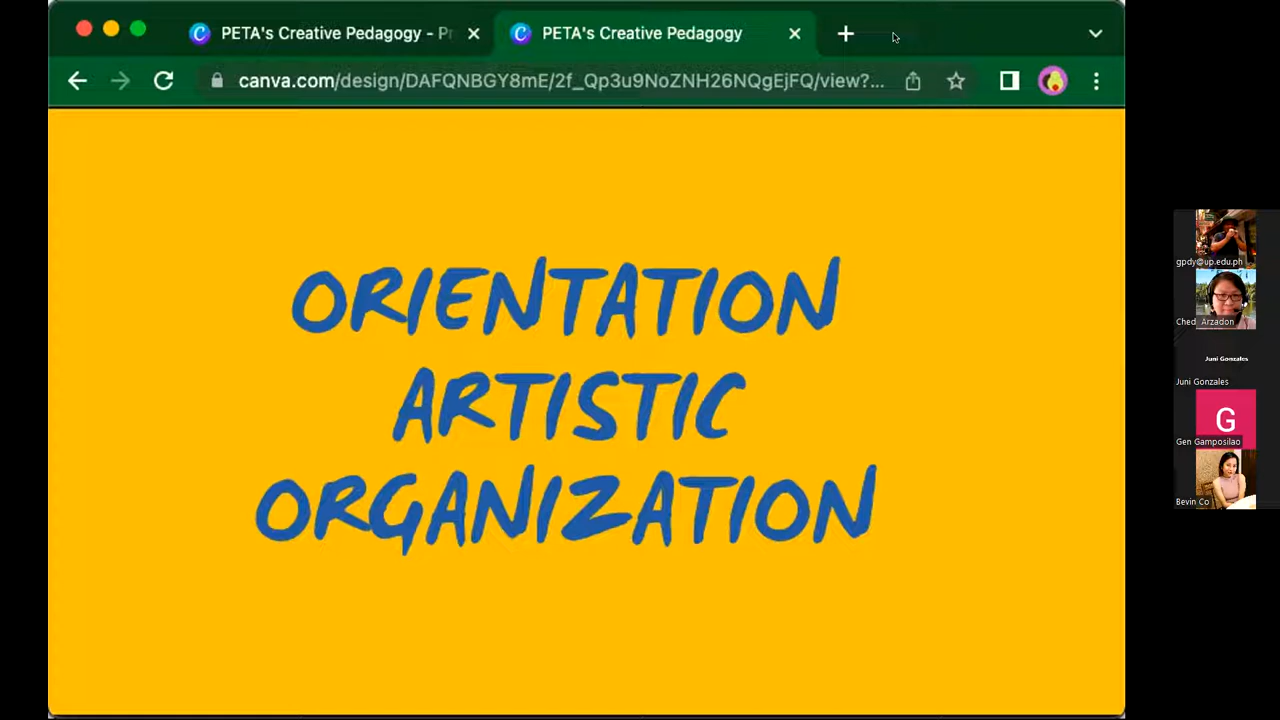 PETA's Creative Pedagogy - Pr
PETA's Creative Pedagogy
canva.com/design/DAFQNBGY8mE/2f_Qp3u9NoZNH26NQgEjFQ/view?...
ORIENTATION
ARTISTIC
ORGANIZATION
gpdy@up.edu.ph
Ched Arzadon
Juni Gonzales
Juni Gonzales
G
Gen Gamposilao
Bevin Co